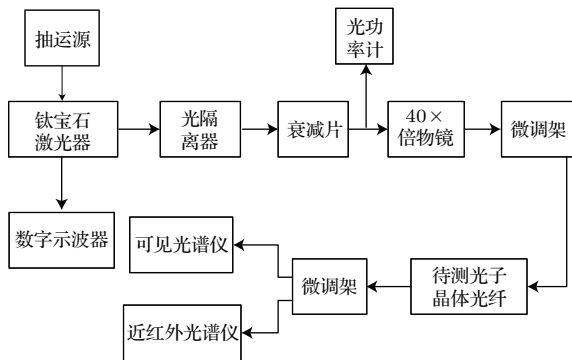 抽运源
光功
率计
钛宝石
激光器
光隔
离器
衰减片
40×
倍物镜
微调架
数字示波器
可见光谱仪
微调架
待测光子
晶体光纤
近红外光谱仪